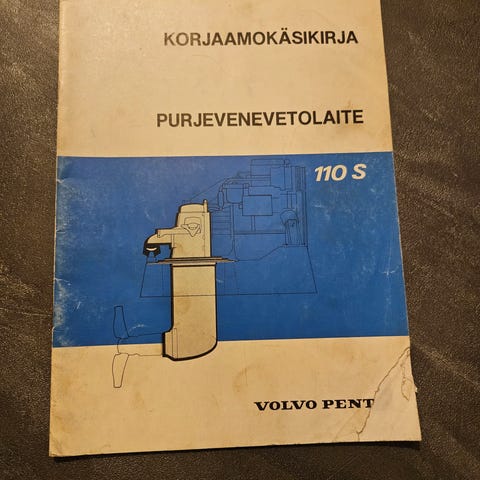 KORJAAMOKÄSIKIRJA
PURJEVENEVETOLAITE
110 S
VOLVO PENT